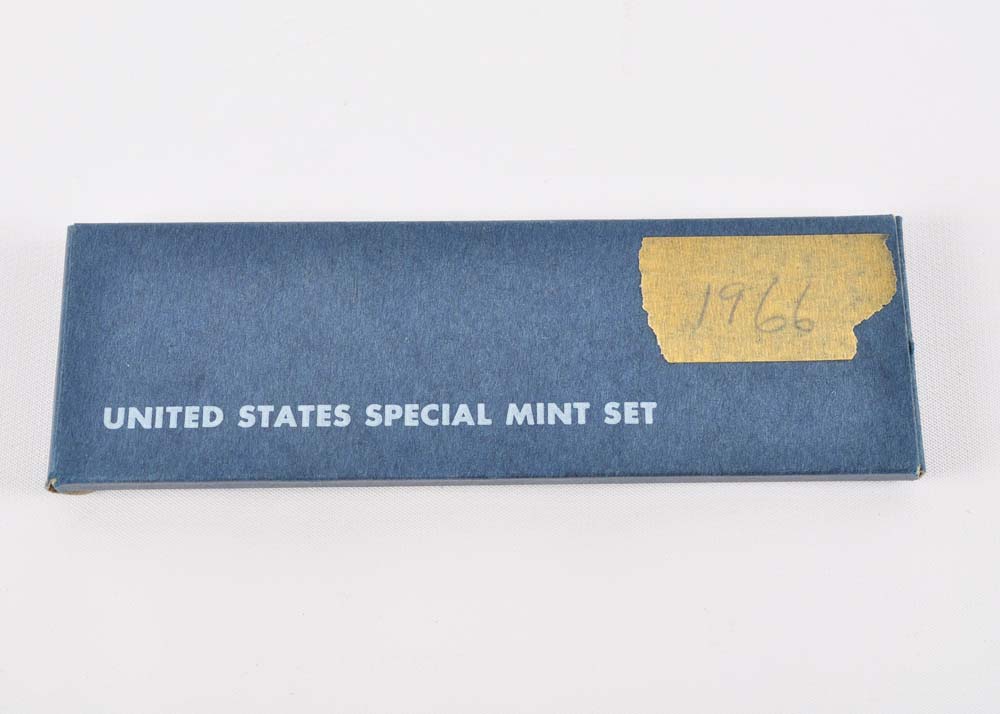 1966
UNITED STATES SPECIAL MINT SET